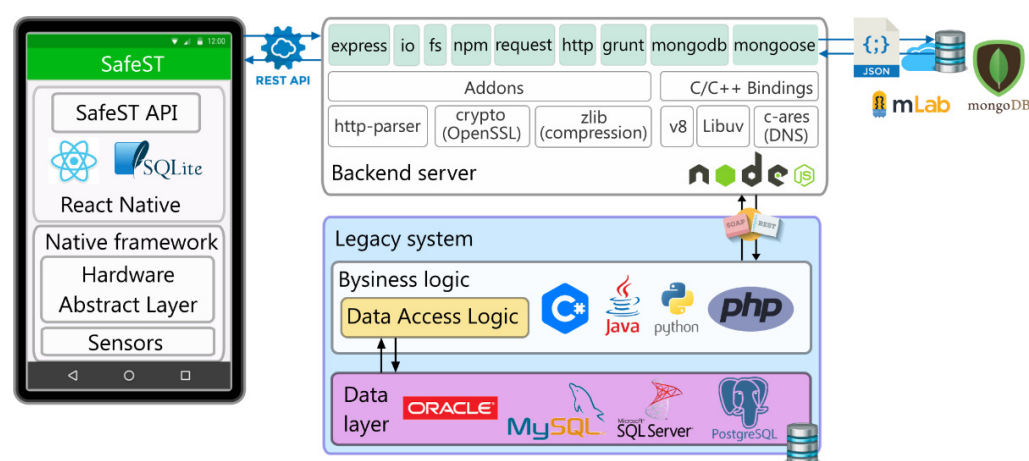 12:00
SafeST
SafeST API
SQLite
React Native
Native framework
Hardware
Abstract Layer
Sensors
REST API
express io fs npm request http grunt mongodb mongoose
Addons
C/C++ Bindings
http-parser
crypto
(OpenSSL)
zlib
(compression)
v8
Libuv
c-ares
(DNS)
Backend server
node
JS
{;}
JSON
mLab
mongoDB
SOAP
REST
Legacy system
Bysiness logic
Data Access Logic
C#
Java
python
php
Data
layer
ORACLE
MySQL
Microsoft
SQL Server
PostgreSQL